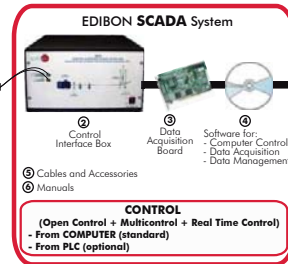 EDIBON SCADA System
2
Control
Interface Box
3
Data
Acquisition
Board
4
Software for:
- Computer Control
- Data Acquisition
- Data Management
5 Cables and Accessories
6 Manuals
CONTROL
(Open Control + Multicontrol + Real Time Control)
- From COMPUTER (standard)
- From PLC (optional)